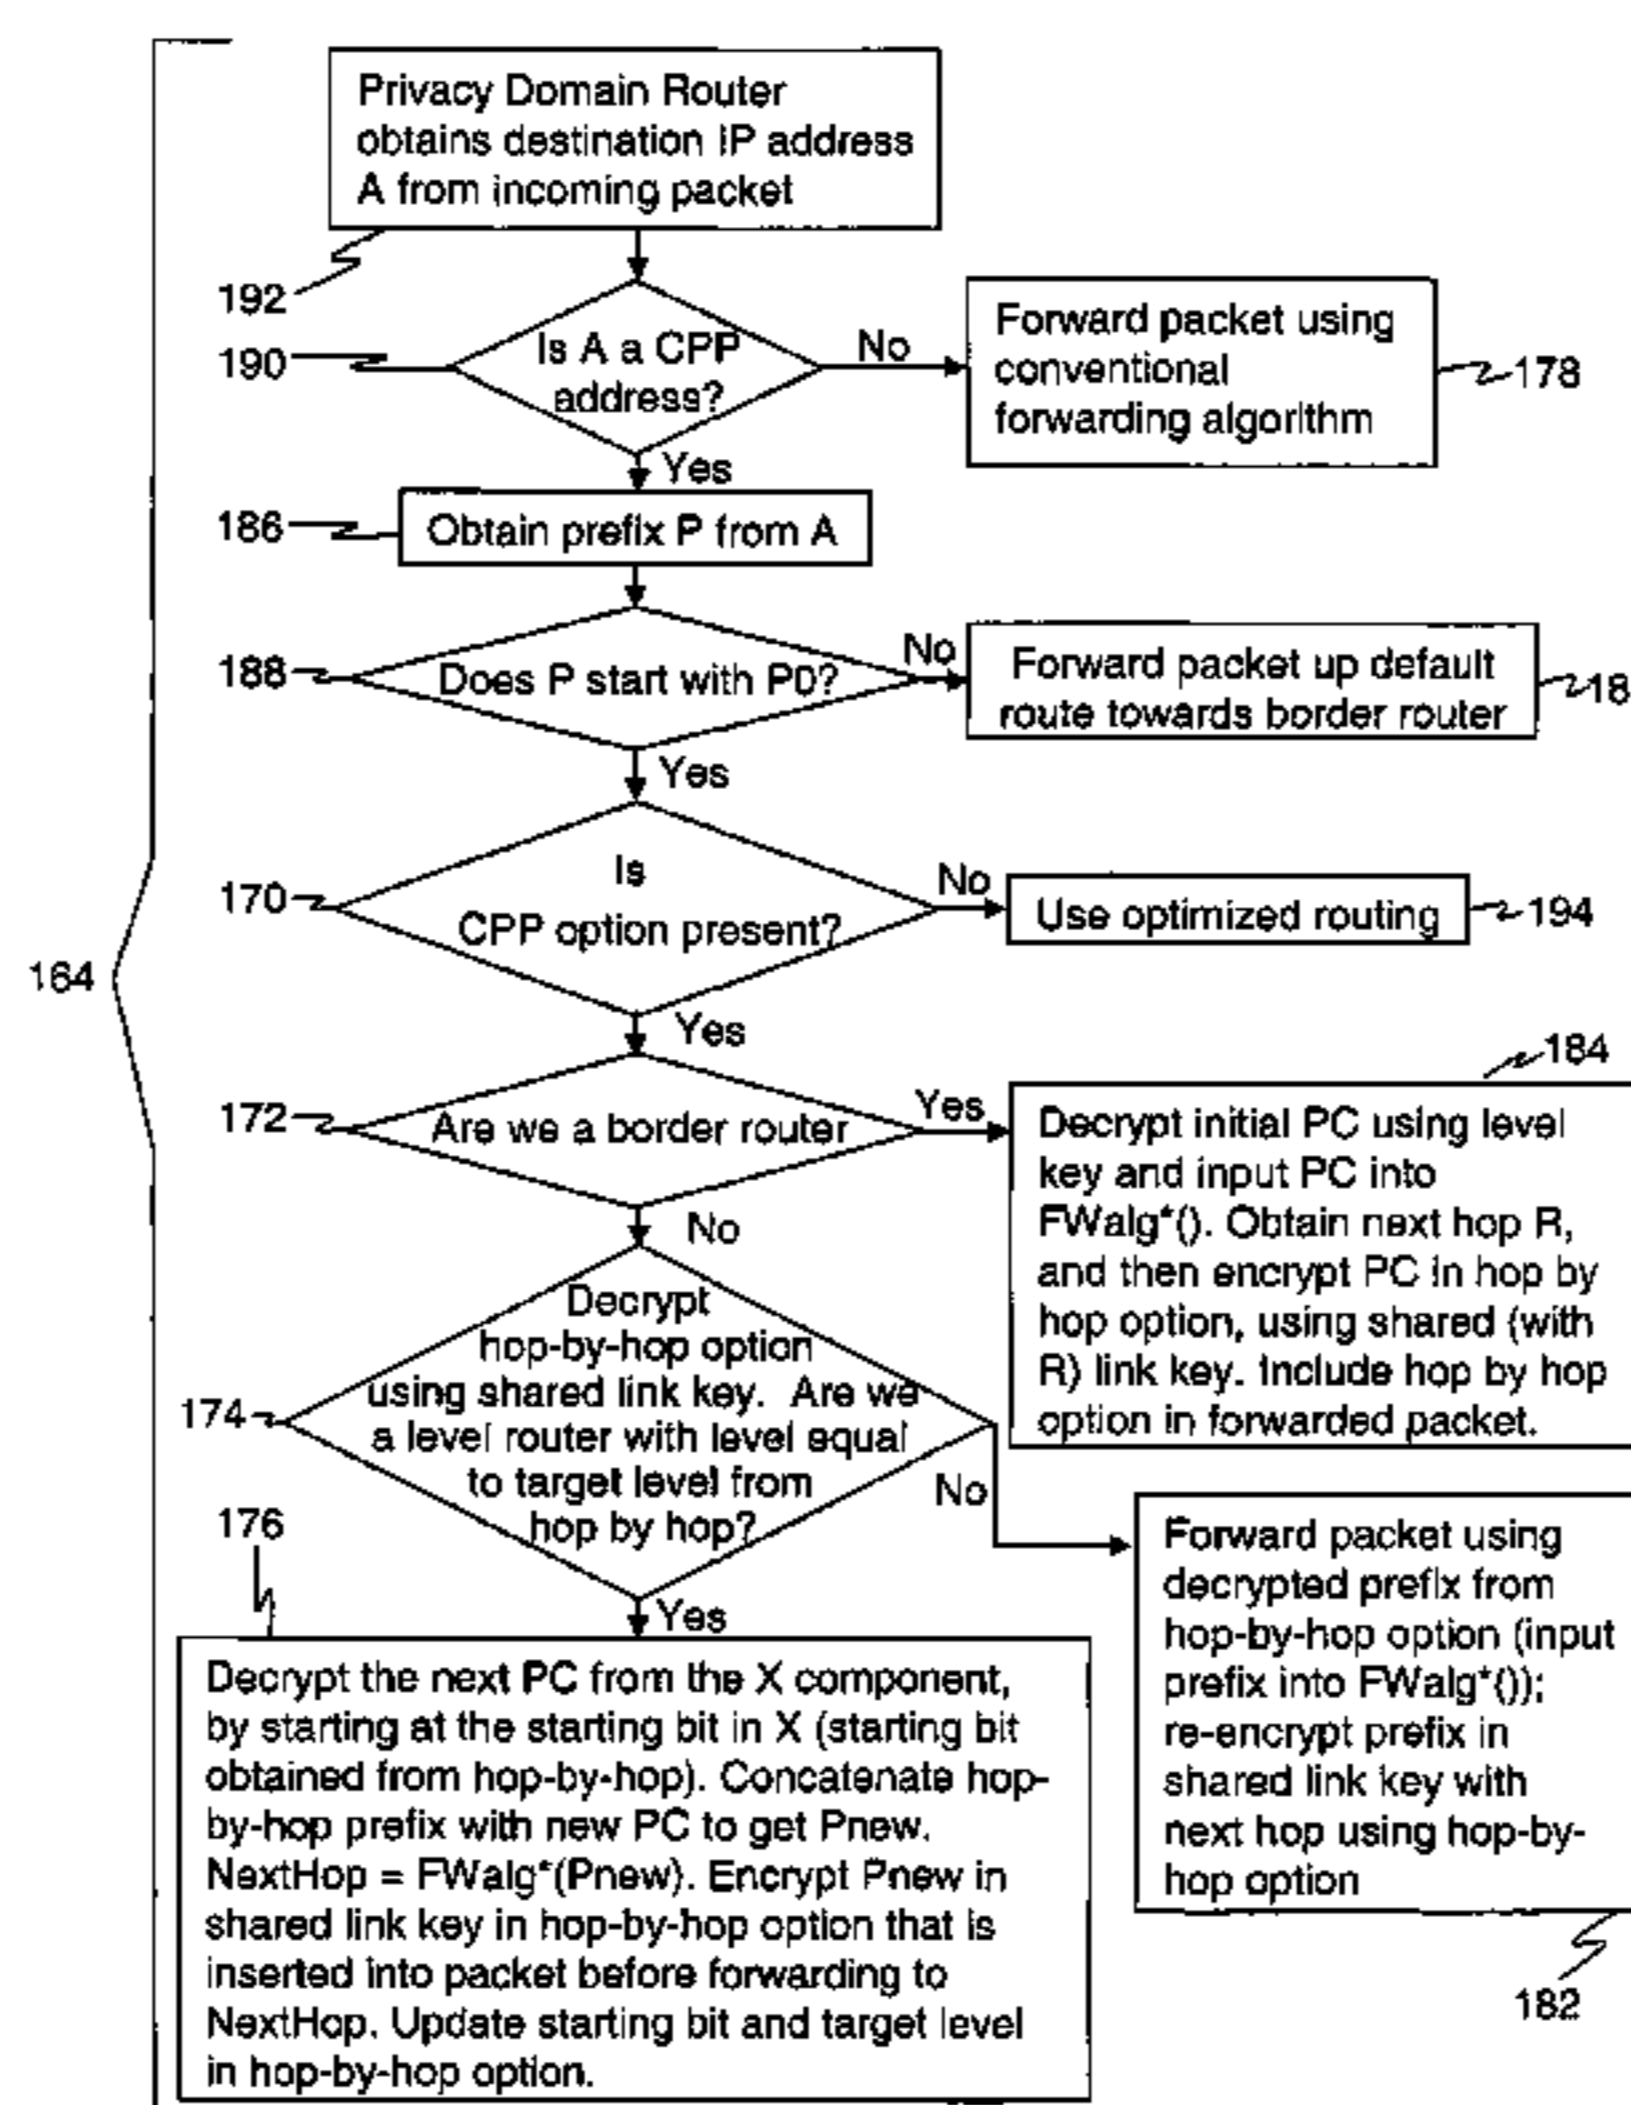 Privacy Domain Router
obtains destination IP address
A from incoming packet
192
190
Is A a CPP
address?
No
Forward packet using
conventional
forwarding algorithm
178
Yes
186
Obtain prefix P from A
188
Does P start with P0?
No
Forward packet up default
route towards border router
18
Yes
170
Is
CPP option present?
No
Use optimized routing
194
164
Yes
184
172
Are we a border router
Yes
Decrypt initial PC using level
key and input PC into
FWalg*(). Obtain next hop R,
and then encrypt PC in hop by
hop option, using shared (with
R) link key. Include hop by hop
option in forwarded packet.
No
174
Decrypt
hop-by-hop option
using shared link key. Are we
a level router with level equal
to target level from
hop by hop?
No
Forward packet using
decrypted prefix from
hop-by-hop option (input
prefix into FWalg*());
re-encrypt prefix in
shared link key with
next hop using hop-by-
hop option
182
176
Yes
Decrypt the next PC from the X component,
by starting at the starting bit in X (starting bit
obtained from hop-by-hop). Concatenate hop-
by-hop prefix with new PC to get Pnew.
NextHop = FWalg*(Pnew). Encrypt Pnew in
shared link key in hop-by-hop option that is
inserted into packet before forwarding to
NextHop. Update starting bit and target level
in hop-by-hop option.